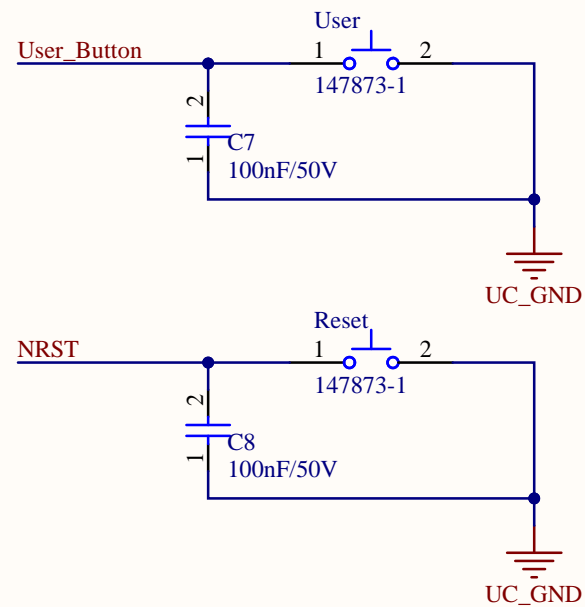 User
User_Button
1
2
147873-1
2
C7
1
100nF/50V
UC_GND
Reset
NRST
1
2
147873-1
2
C8
1
100nF/50V
UC_GND